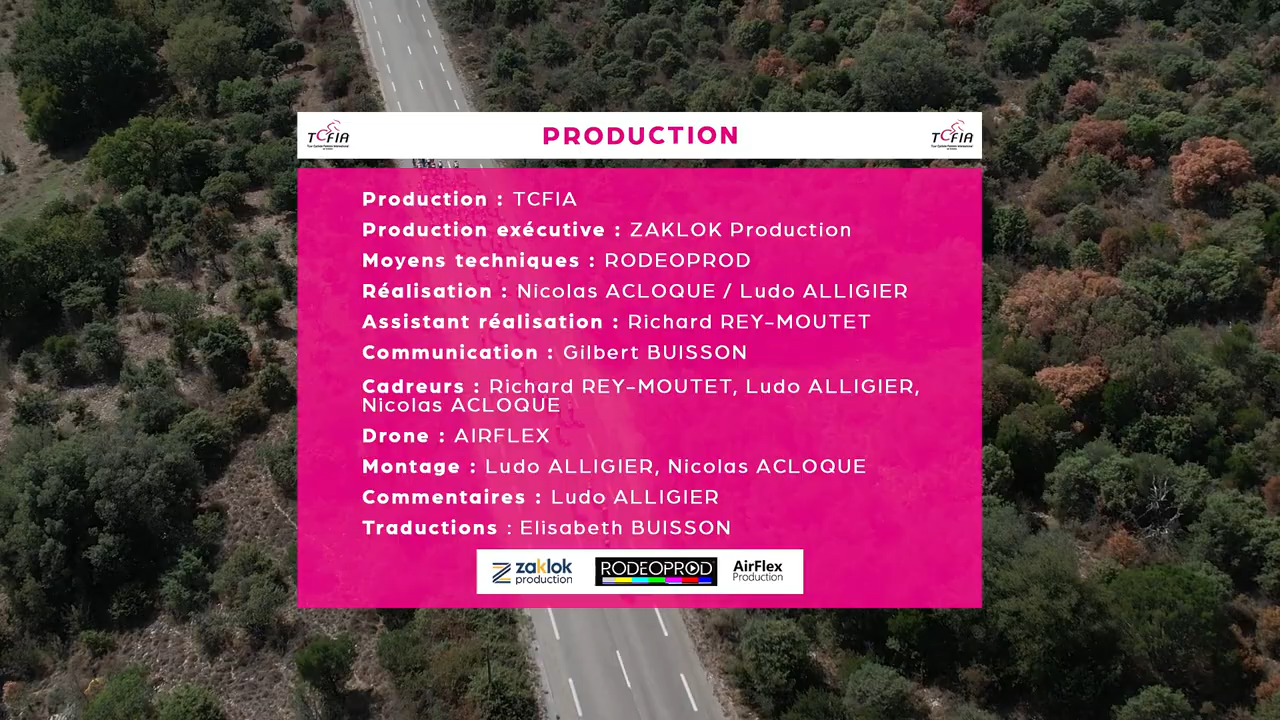 TCFIA
PRODUCTION
TCFIA
Production : TCFIA
Production exécutive : ZAKLOK Production
Moyens techniques : RODEOPROD
Réalisation : Nicolas ACLOQUE / Ludo ALLIGIER
Assistant réalisation : Richard REY-MOUTET
Communication : Gilbert BUISSON
Cadreurs : Richard REY-MOUTET, Ludo ALLIGIER,
Nicolas ACLOQUE
Drone : AIRFLEX
Montage : Ludo ALLIGIER, Nicolas ACLOQUE
Commentaires : Ludo ALLIGIER
Traductions : Elisabeth BUISSON
zaklok
production
RODEOPROD
AirFlex
Production